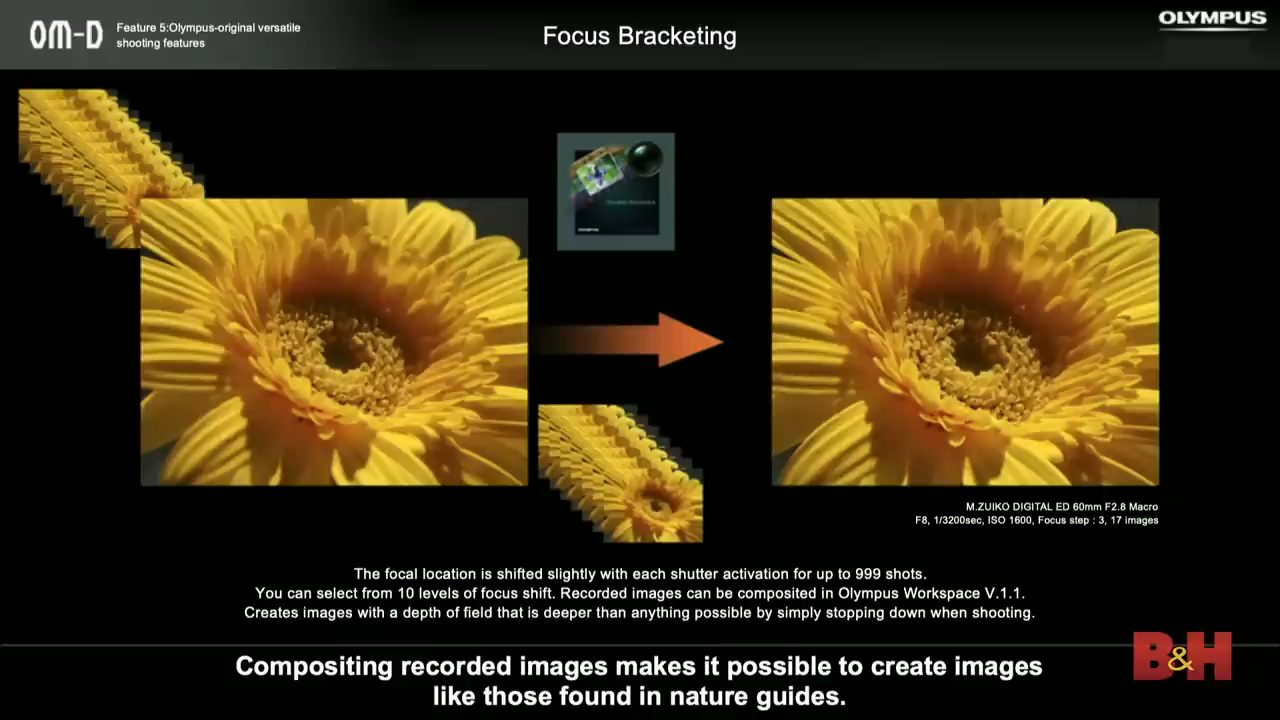 OM-D
Feature 5:Olympus-original versatile
shooting features
Focus Bracketing
OLYMPUS
OLYMPUS
M.ZUIKO DIGITAL ED 60mm F2.8 Macro
F8, 1/3200sec, ISO 1600, Focus step : 3, 17 images
The focal location is shifted slightly with each shutter activation for up to 999 shots.
You can select from 10 levels of focus shift. Recorded images can be composited in Olympus Workspace V.1.1.
Creates images with a depth of field that is deeper than anything possible by simply stopping down when shooting.
B&H
Compositing recorded images makes it possible to create images
like those found in nature guides.